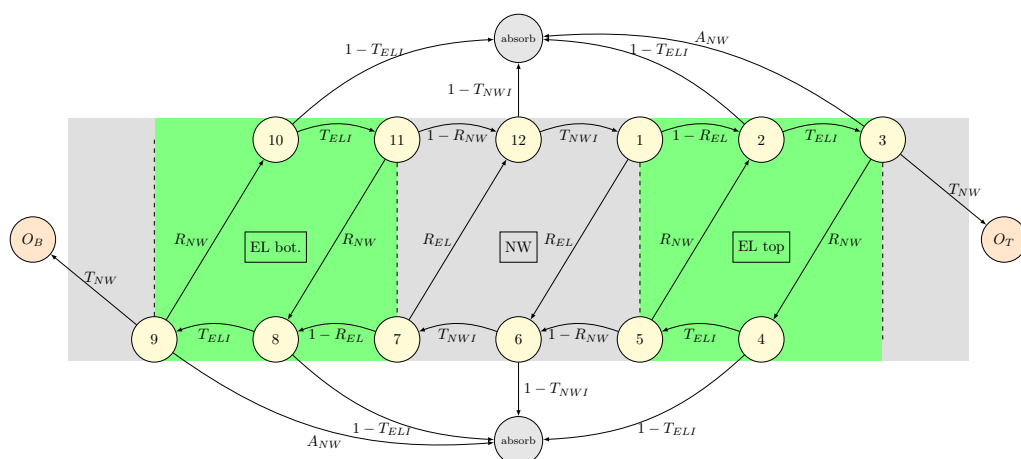 absorb
A_{NW}
1 − T_{ELI}
1 − T_{ELI}
1 − T_{NWI}
10
T_{ELI}
11
1 − R_{NW}
12
T_{NWI}
1
1 − R_{EL}
2
T_{ELI}
3
T_{NW}
O_B
R_{NW}
EL bot.
R_{NW}
R_{EL}
NW
R_{EL}
R_{NW}
EL top
R_{NW}
O_T
T_{NW}
9
T_{ELI}
8
1 − R_{EL}
7
T_{NWI}
6
1 − R_{NW}
5
T_{ELI}
4
1 − T_{NWI}
1 − T_{ELI}
1 − T_{ELI}
A_{NW}
absorb